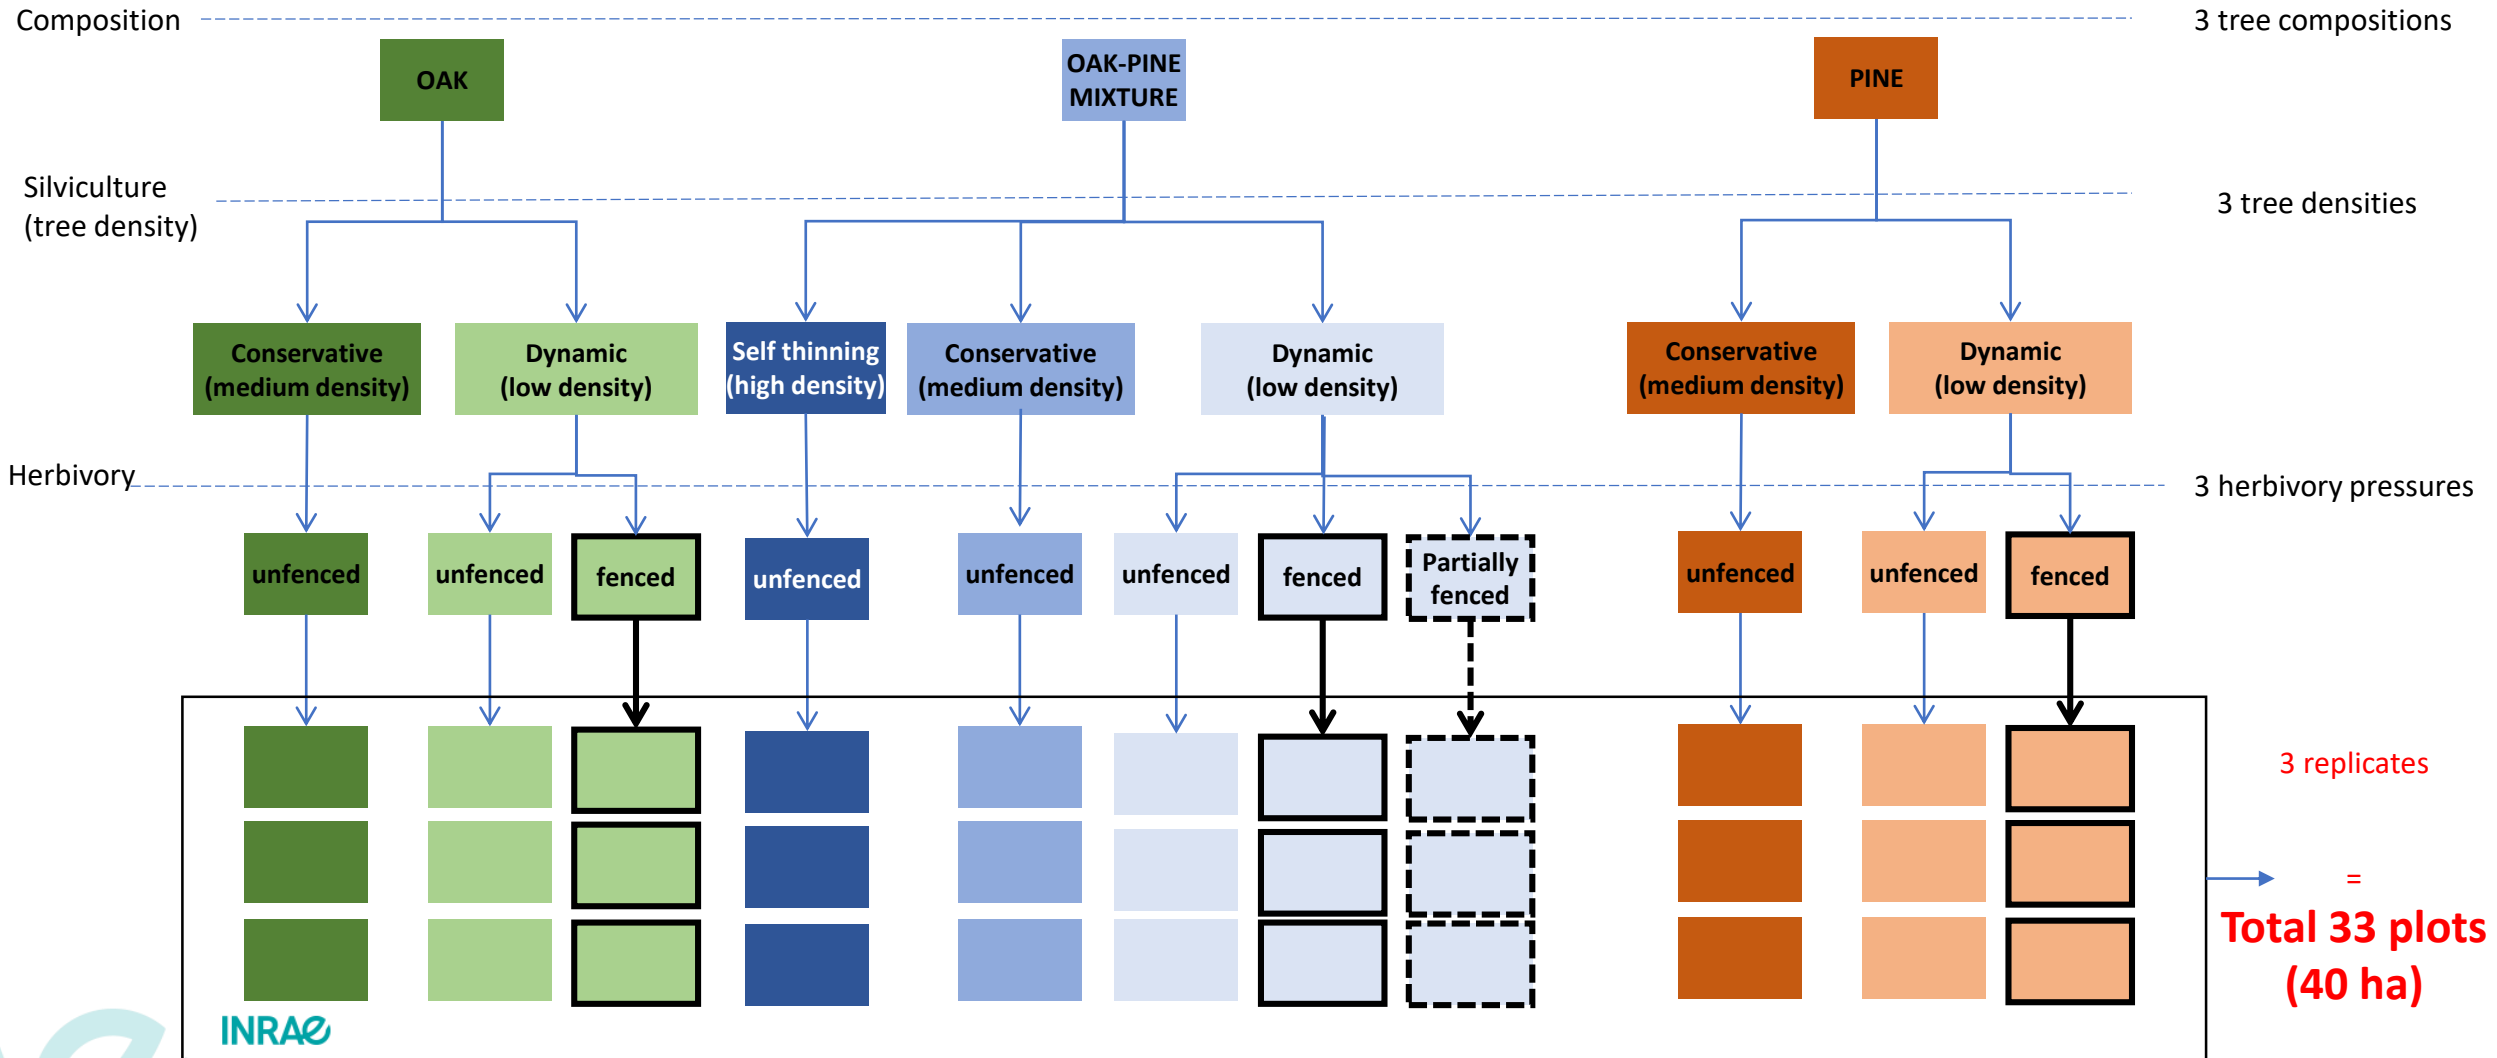 Composition
3 tree compositions
OAK
OAK-PINE
MIXTURE
PINE
Silviculture
(tree density)
3 tree densities
Conservative
(medium density)
Dynamic
(low density)
Self thinning
(high density)
Conservative
(medium density)
Dynamic
(low density)
Conservative
(medium density)
Dynamic
(low density)
Herbivory
3 herbivory pressures
unfenced
unfenced
fenced
unfenced
unfenced
unfenced
fenced
Partially
fenced
unfenced
unfenced
fenced
3 replicates
=
Total 33 plots
(40 ha)
INRAE